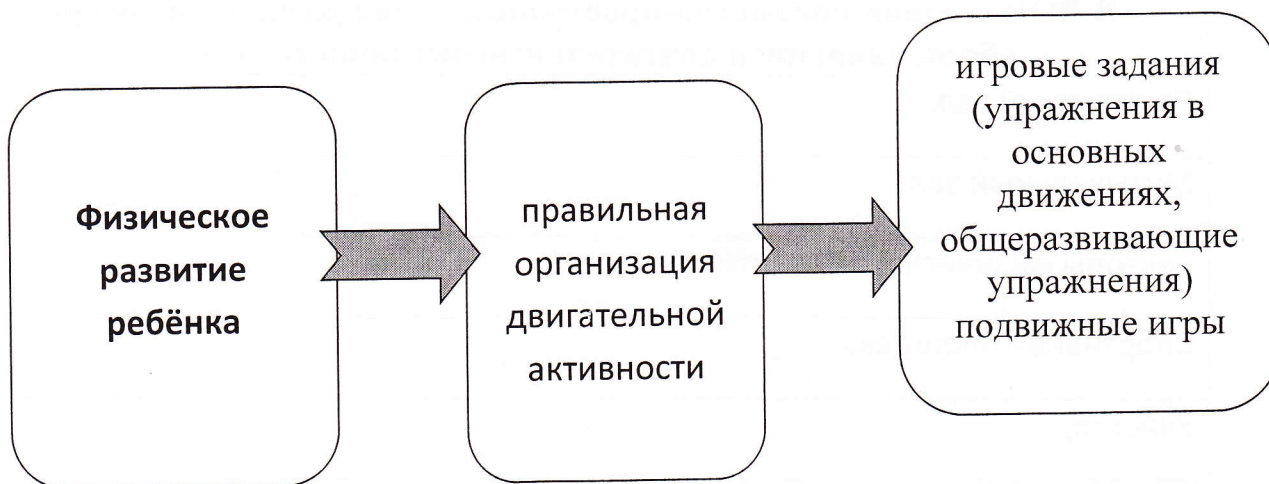 Физическое
развитие
ребёнка
правильная
организация
двигательной
активности
игровые задания
(упражнения в
основных
движениях,
общеразвивающие
упражнения)
подвижные игры